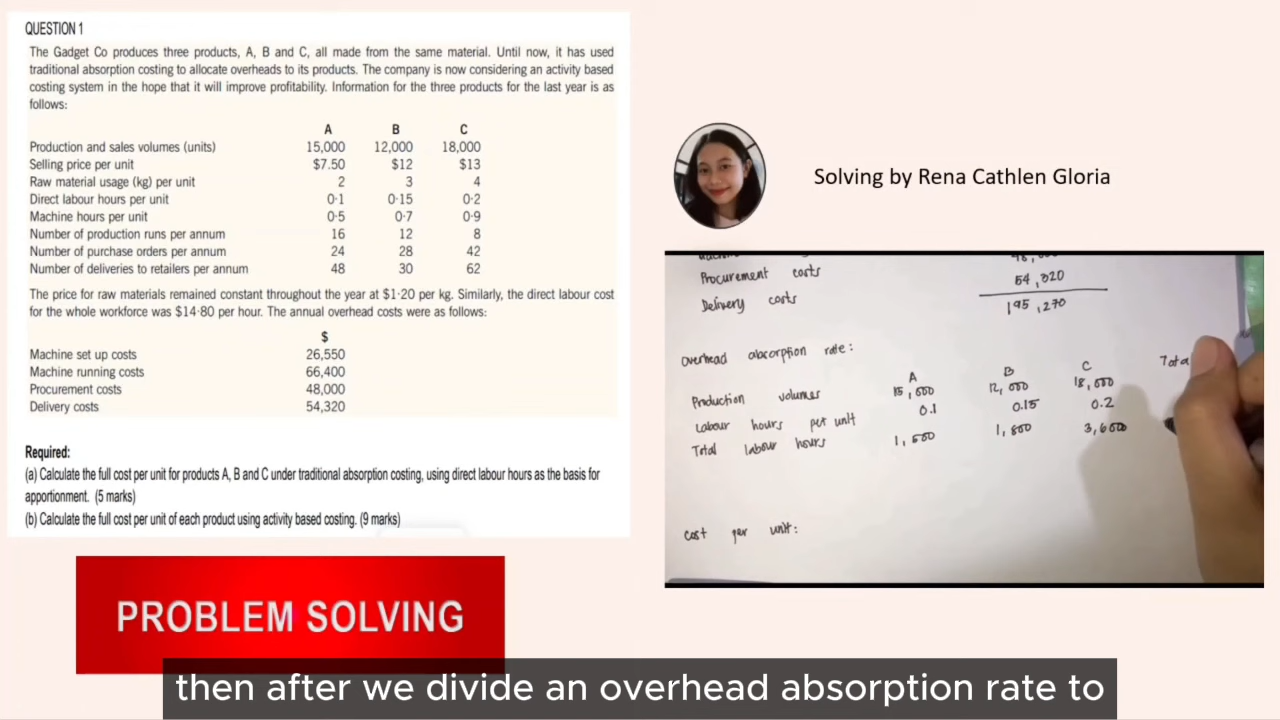 QUESTION 1
The Gadget Co produces three products, A, B and C, all made from the same material. Until now, it has used
traditional absorption costing to allocate overheads to its products. The company is now considering an activity based
costing system in the hope that it will improve profitability. Information for the three products for the last year is as
follows:
A B C
Production and sales volumes (units) 15,000 12,000 18,000
Selling price per unit $7.50 $12 $13
Raw material usage (kg) per unit 2 3 4
Direct labour hours per unit 0·1 0·15 0·2
Machine hours per unit 0·5 0·7 0·9
Number of production runs per annum 16 12 8
Number of purchase orders per annum 24 28 42
Number of deliveries to retailers per annum 48 30 62
The price for raw materials remained constant throughout the year at $1·20 per kg. Similarly, the direct labour cost
for the whole workforce was $14·80 per hour. The annual overhead costs were as follows:
$
Machine set up costs 26,550
Machine running costs 66,400
Procurement costs 48,000
Delivery costs 54,320
Required:
(a) Calculate the full cost per unit for products A, B and C under traditional absorption costing, using direct labour hours as the basis for
apportionment. (5 marks)
(b) Calculate the full cost per unit of each product using activity based costing. (9 marks)
PROBLEM SOLVING
Solving by Rena Cathlen Gloria
Procurement costs 54,320
Delivery costs 195,270
Overhead absorption rate:
A B C Tota
Production volumes 15,000 12,000 18,000
Labour hours per unit 0.1 0.15 0.2
Total labour hours 1,500 1,800 3,600
Cost per unit:
then after we divide an overhead absorption rate to